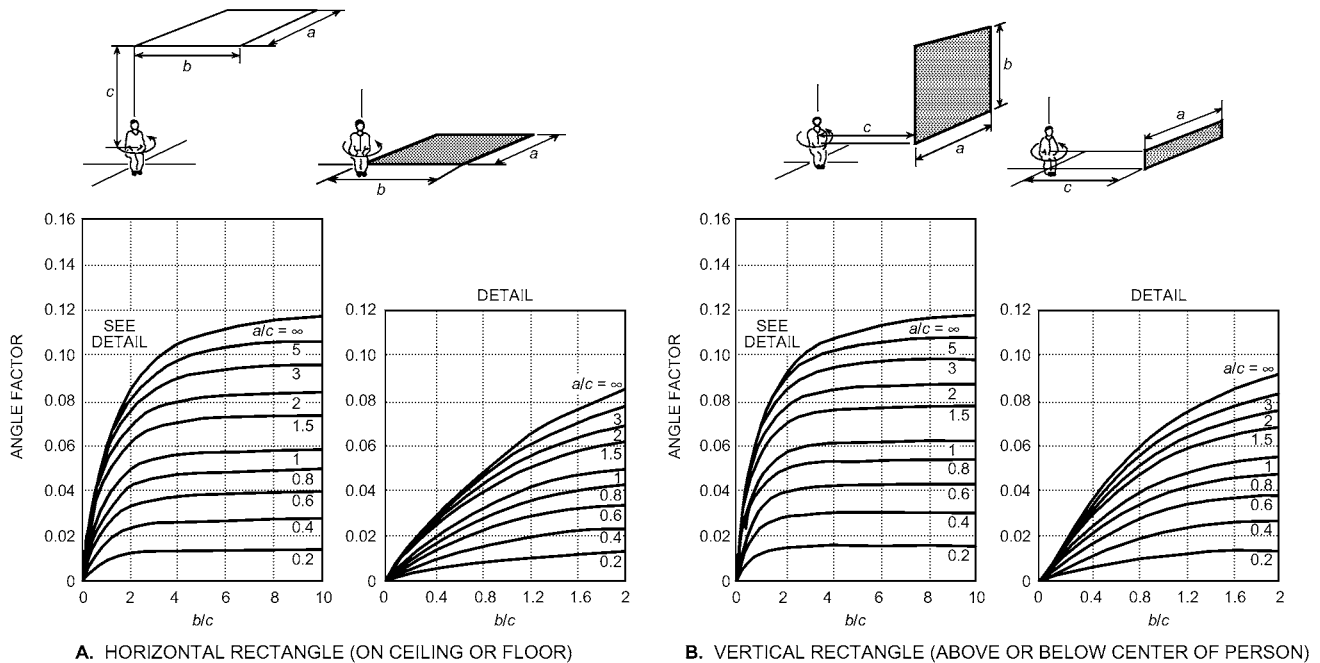 a
b
c
a
b
c
b
a
a
c
0.16
0.14
0.12
0.10
0.08
0.06
0.04
0.02
0
ANGLE FACTOR
SEE
DETAIL
a/c = ∞
5
3
2
1.5
1
0.8
0.6
0.4
0.2
0 2 4 6 8 10
b/c
DETAIL
0.12
0.10
0.08
0.06
0.04
0.02
0
a/c = ∞
3
2
1.5
1
0.8
0.6
0.4
0.2
0 0.4 0.8 1.2 1.6 2
b/c
A. HORIZONTAL RECTANGLE (ON CEILING OR FLOOR)
0.16
0.14
0.12
0.10
0.08
0.06
0.04
0.02
0
ANGLE FACTOR
SEE
DETAIL
a/c = ∞
5
3
2
1.5
1
0.8
0.6
0.4
0.2
0 2 4 6 8 10
b/c
DETAIL
0.12
0.10
0.08
0.06
0.04
0.02
0
a/c = ∞
3
2
1.5
1
0.8
0.6
0.4
0.2
0 0.4 0.8 1.2 1.6 2
b/c
B. VERTICAL RECTANGLE (ABOVE OR BELOW CENTER OF PERSON)